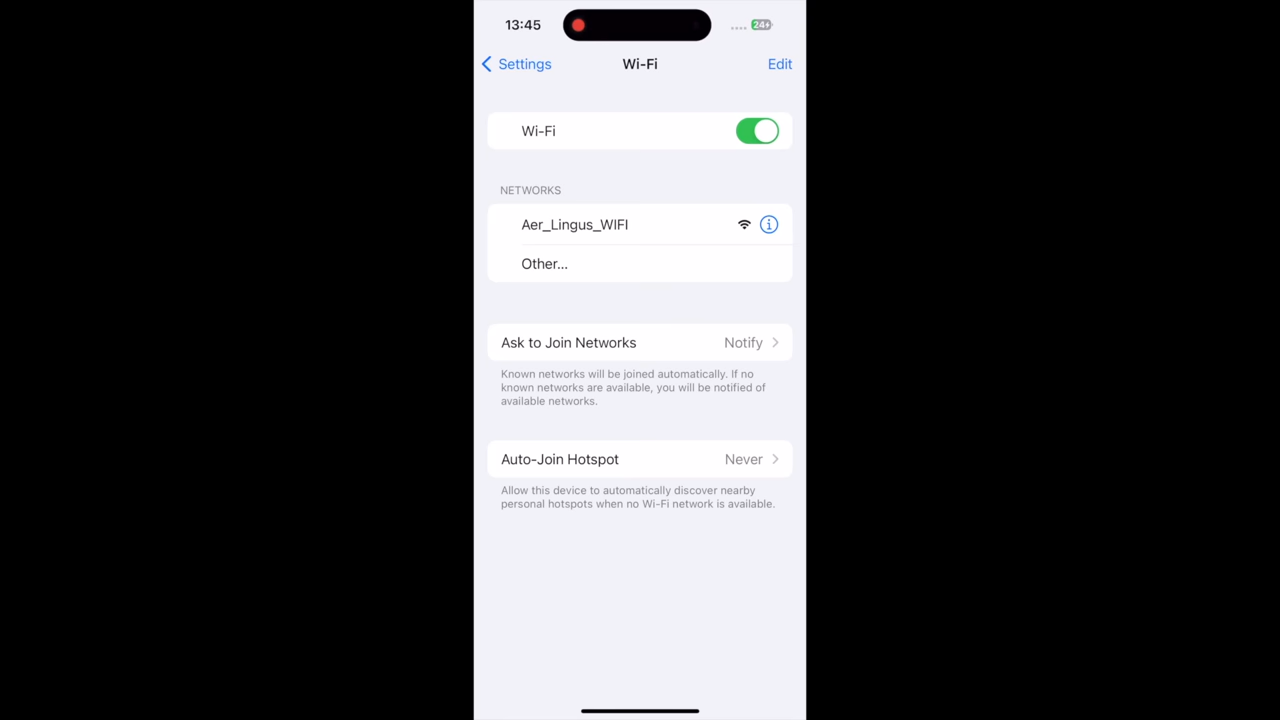 13:45
24+
Settings
Wi-Fi
Edit
Wi-Fi
NETWORKS
Aer_Lingus_WIFI
Other...
Ask to Join Networks Notify
Known networks will be joined automatically. If no
known networks are available, you will be notified of
available networks.
Auto-Join Hotspot Never
Allow this device to automatically discover nearby
personal hotspots when no Wi-Fi network is available.